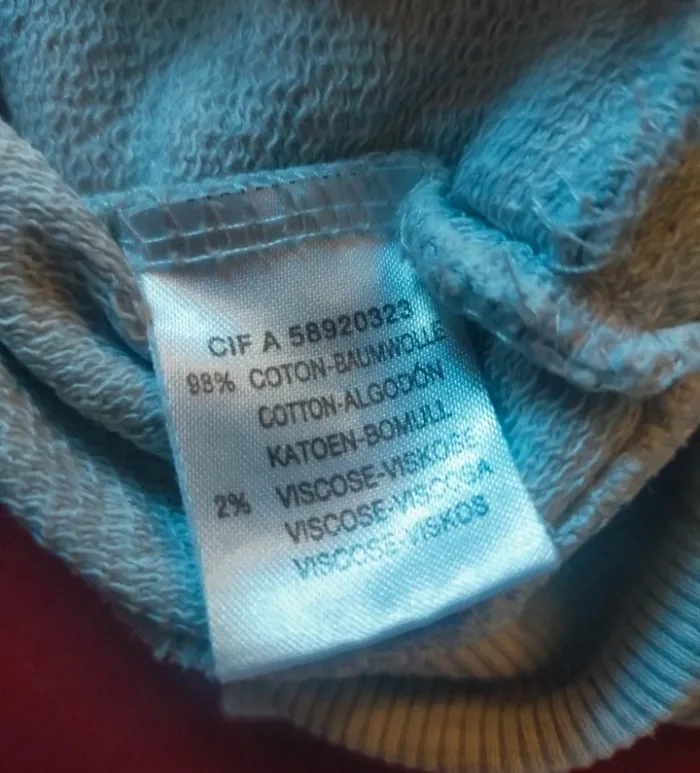 CIF A 58920323
98% COTON-BAUMWOLLE
COTTON-ALGODÓN
KATOEN-BOMULL
2% VISCOSE-VISKOSE
VISCOSE-VISCOSA
VISCOSE-VISKOS